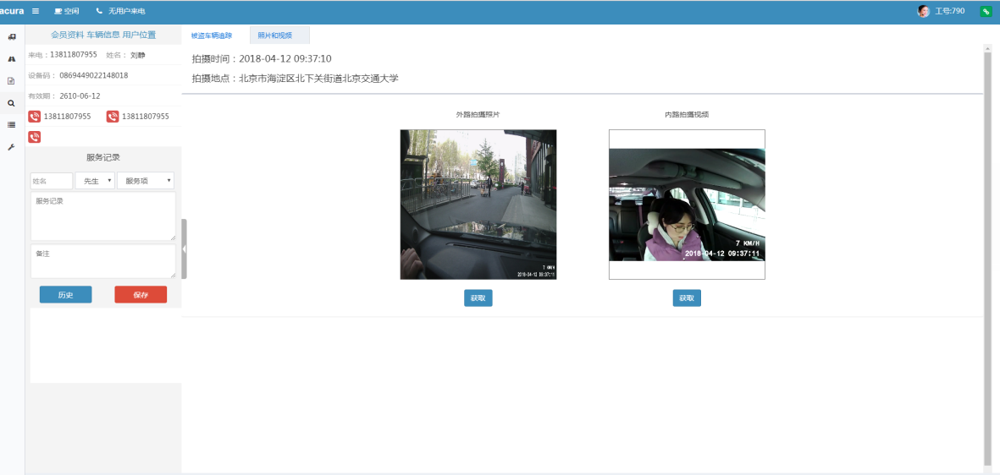 acura 空闲 无用户来电 工号:790
会员资料 车辆信息 用户位置
来电：13811807955 姓名： 刘静
设备码： 0869449022148018
有效期： 2610-06-12
13811807955 13811807955
服务记录
姓名 先生 服务项
服务记录
备注
历史 保存
被盗车辆追踪 照片和视频
拍摄时间：2018-04-12 09:37:10
拍摄地点：北京市海淀区北下关街道北京交通大学
外路拍摄照片 内路拍摄视频
7 KM/H
2018-04-12 09:37:11
7 KM/H
2018-04-12 09:37:11
获取 获取